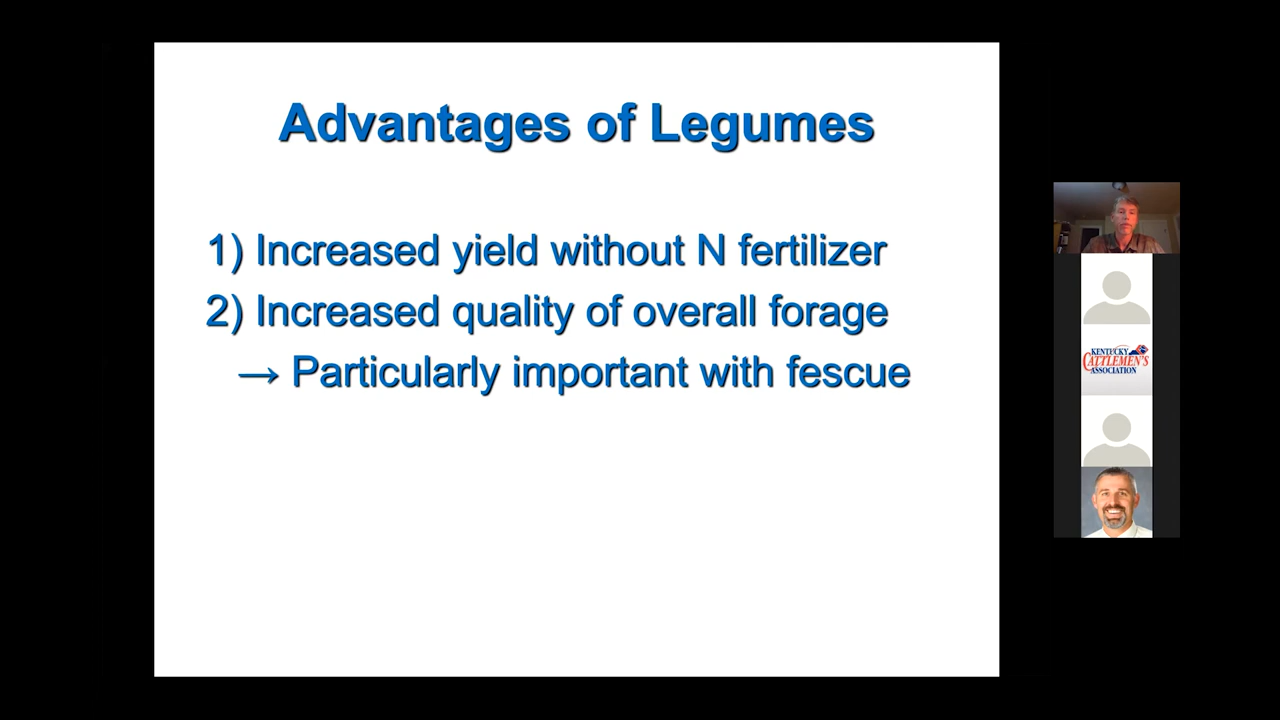 Advantages of Legumes
1) Increased yield without N fertilizer
2) Increased quality of overall forage
→ Particularly important with fescue
KENTUCKY
CATTLEMEN'S
ASSOCIATION